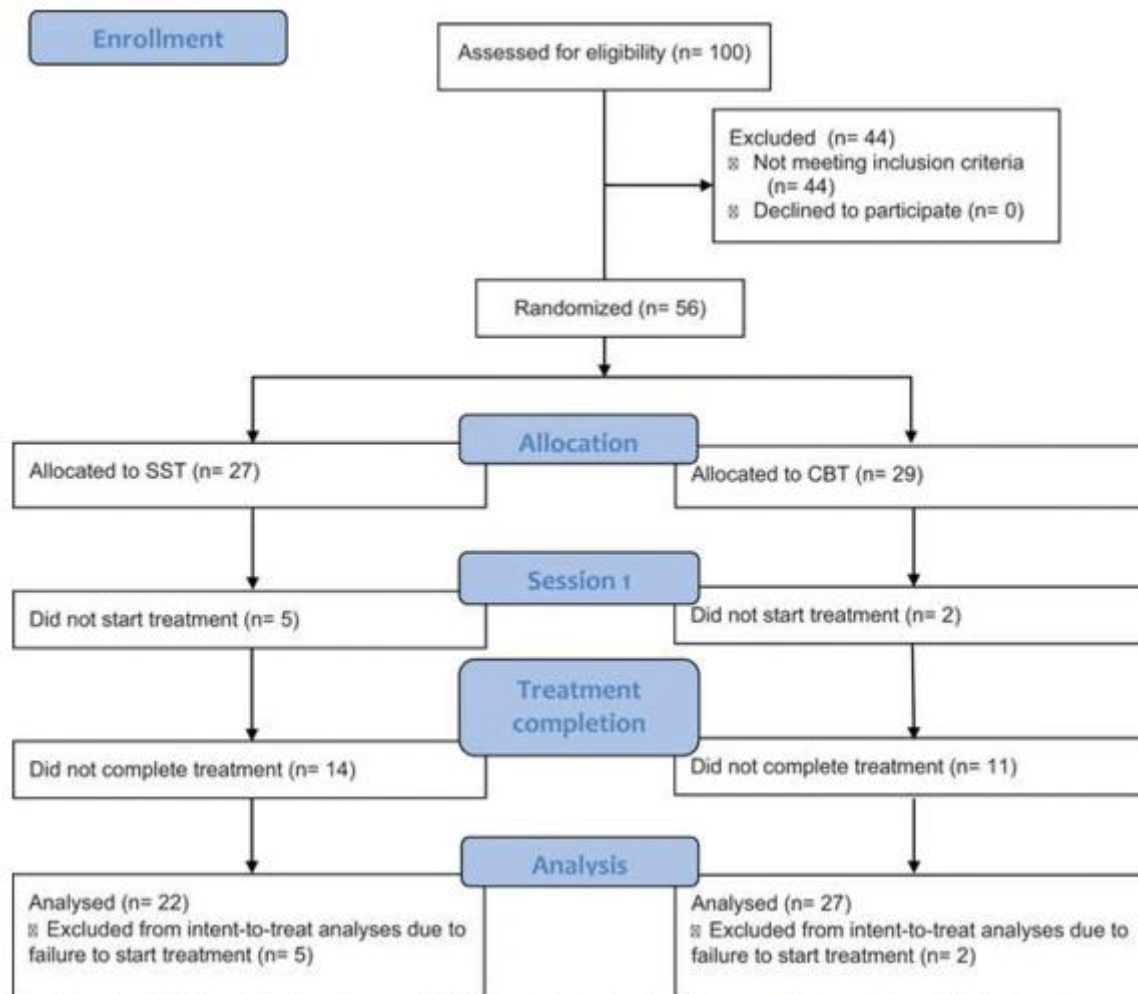 Enrollment
Assessed for eligibility (n= 100)
Excluded (n= 44)
Not meeting inclusion criteria
(n= 44)
Declined to participate (n= 0)
Randomized (n= 56)
Allocation
Allocated to SST (n= 27)
Allocated to CBT (n= 29)
Session 1
Did not start treatment (n= 5)
Did not start treatment (n= 2)
Treatment
completion
Did not complete treatment (n= 14)
Did not complete treatment (n= 11)
Analysis
Analysed (n= 22)
Excluded from intent-to-treat analyses due to
failure to start treatment (n= 5)
Analysed (n= 27)
Excluded from intent-to-treat analyses due to
failure to start treatment (n= 2)